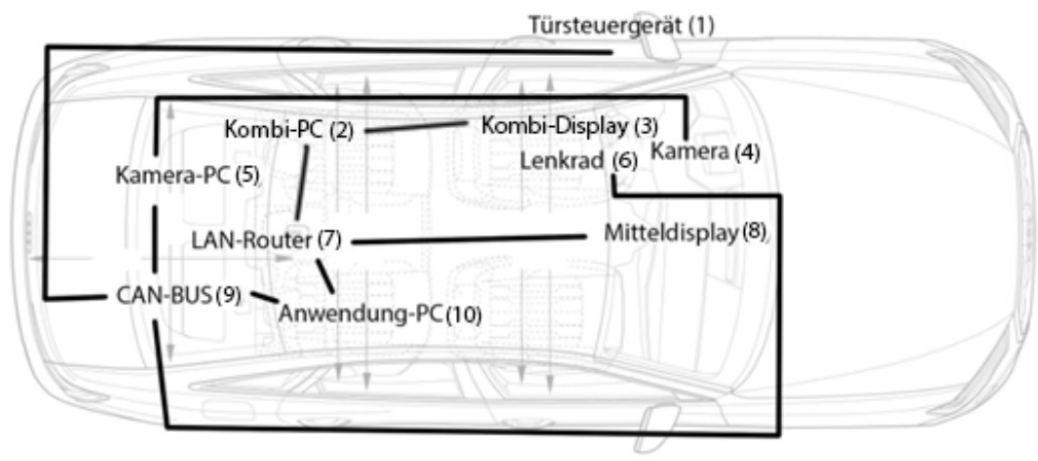 Türsteuergerät (1)
Kombi-PC (2)
Kombi-Display (3)
Lenkrad (6)
Kamera (4)
Kamera-PC (5)
LAN-Router (7)
Mitteldisplay (8)
CAN-BUS (9)
Anwendung-PC (10)